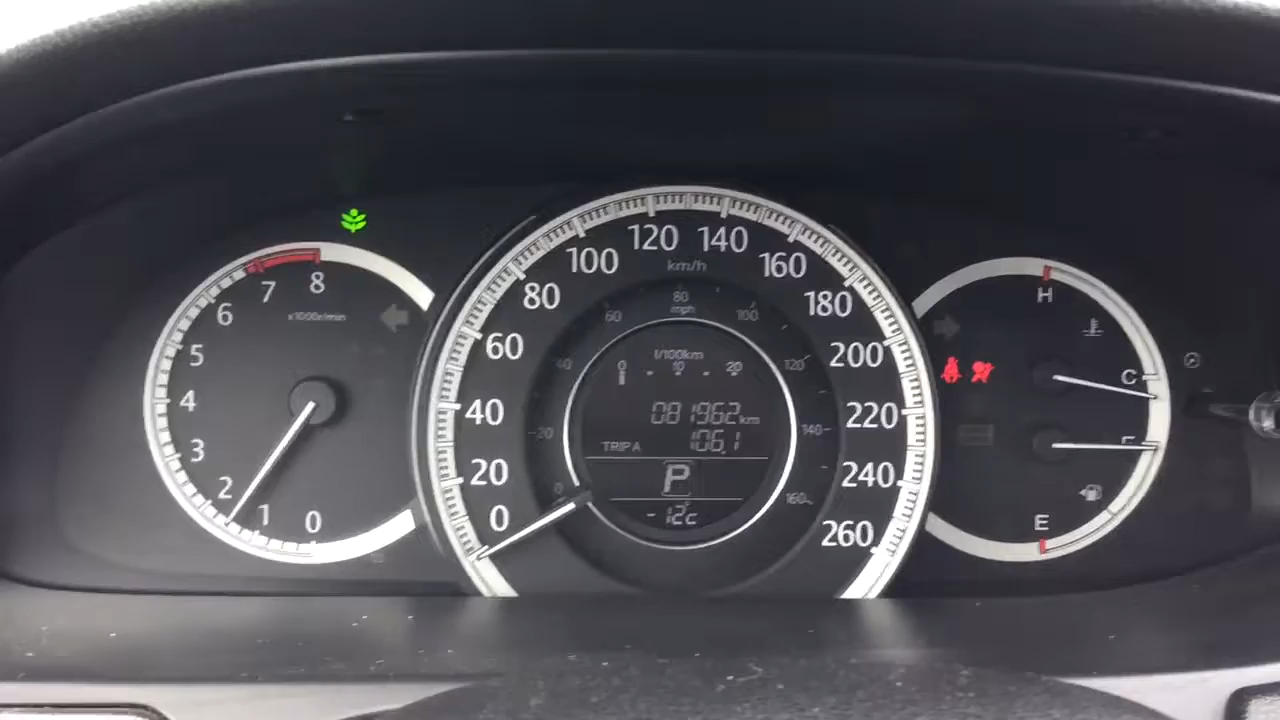 0 1 2 3 4 5 6 7 8
x1000r/min
0 20 40 60 80 100 120 140 160 180 200 220 240 260
km/h
0 20 40 60 80 100 120 140 160
mph
l/100km
0 10 20
081962 km
TRIP A 106.1
P
-12°C
H
C
F
E